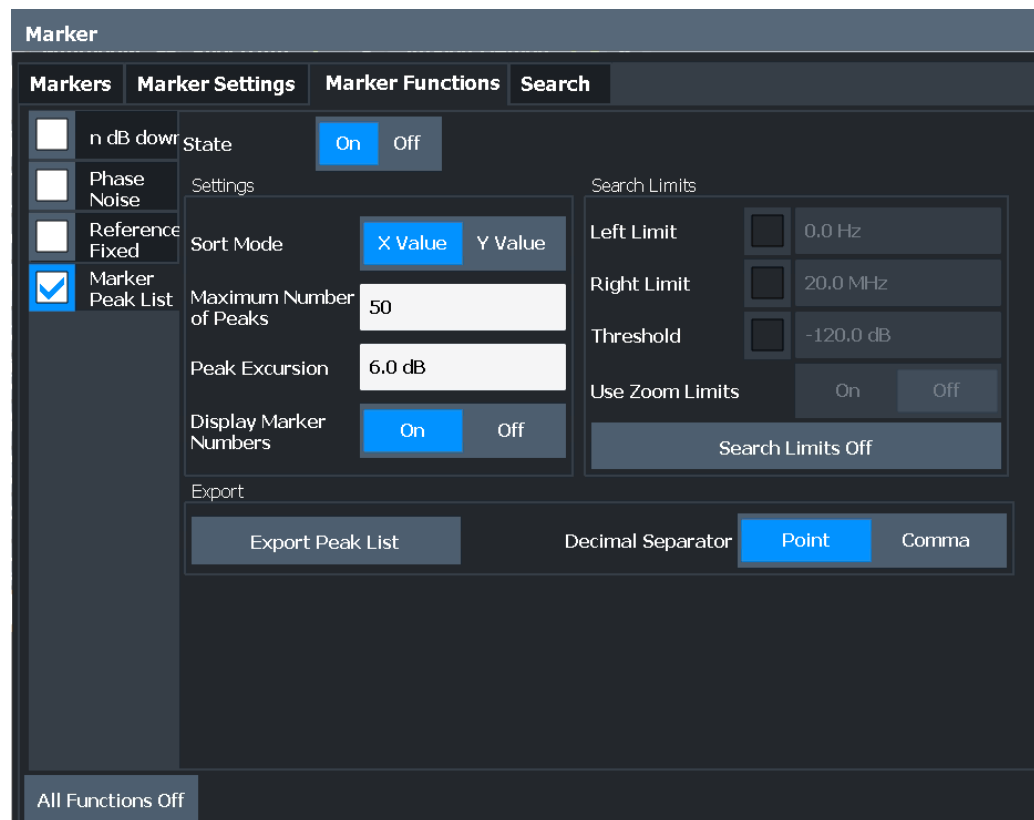 Marker
Markers Marker Settings Marker Functions Search
n dB down
State On Off
Phase
Noise
Settings
Search Limits
Reference
Fixed
Sort Mode X Value Y Value
Left Limit 0.0 Hz
Marker
Peak List
Maximum Number
of Peaks
50
Right Limit 20.0 MHz
Peak Excursion 6.0 dB
Threshold -120.0 dB
Display Marker
Numbers
On Off
Use Zoom Limits On Off
Search Limits Off
Export
Export Peak List Decimal Separator Point Comma
All Functions Off